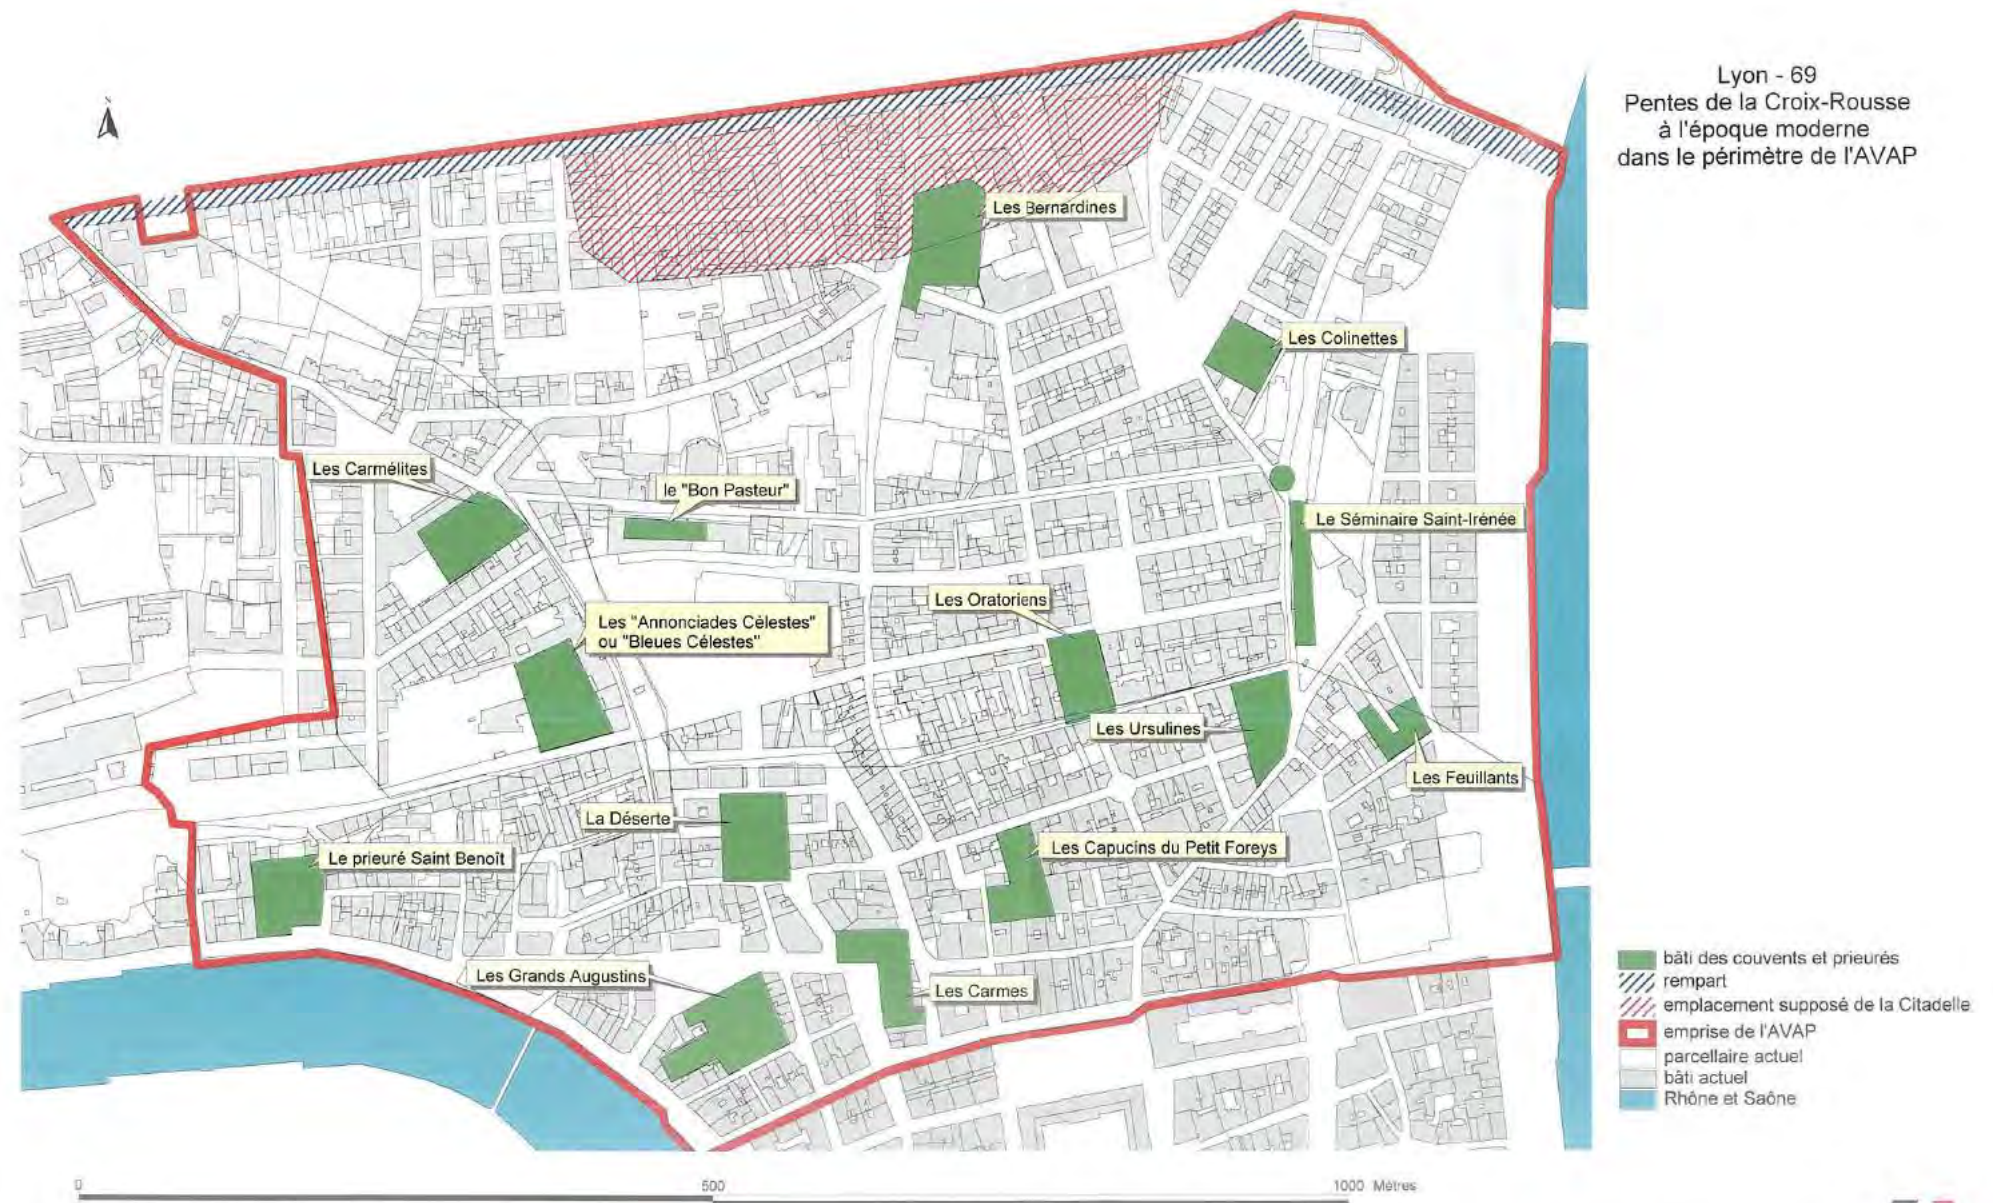 Lyon - 69
Pentes de la Croix-Rousse
à l'époque moderne
dans le périmètre de l'AVAP
N
Les Bernardines
Les Colinettes
Les Carmélites
le "Bon Pasteur"
Le Séminaire Saint-Irénée
Les Oratoriens
Les "Annonciades Célestes"
ou "Bleues Célestes"
Les Ursulines
Les Feuillants
La Déserte
Les Capucins du Petit Foreys
Le prieuré Saint Benoît
Les Grands Augustins
Les Carmes
bâti des couvents et prieurés
rempart
emplacement supposé de la Citadelle
emprise de l'AVAP
parcellaire actuel
bâti actuel
Rhône et Saône
0 500 1000 Mètres